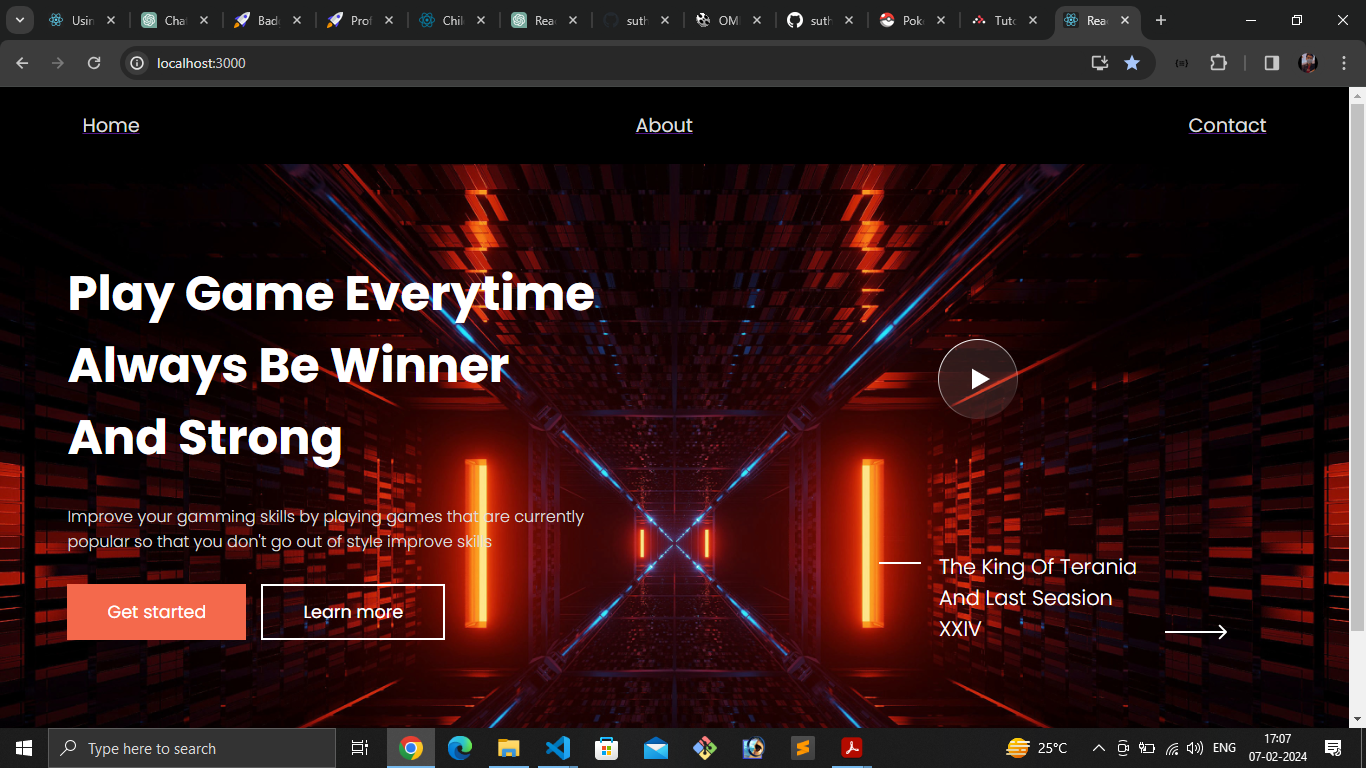 Usin
Chat
Bad
Prof
Chil
Rea
suth
OMI
suth
Pok
Tuto
Rea
localhost:3000
Home
About
Contact
Play Game Everytime
Always Be Winner
And Strong
Improve your gamming skills by playing games that are currently
popular so that you don't go out of style improve skills
Get started
Learn more
The King Of Terania
And Last Seasion
XXIV
Type here to search
25°C
ENG
17:07
07-02-2024